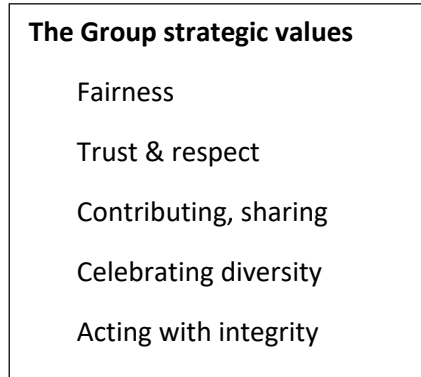 The Group strategic values
Fairness
Trust & respect
Contributing, sharing
Celebrating diversity
Acting with integrity